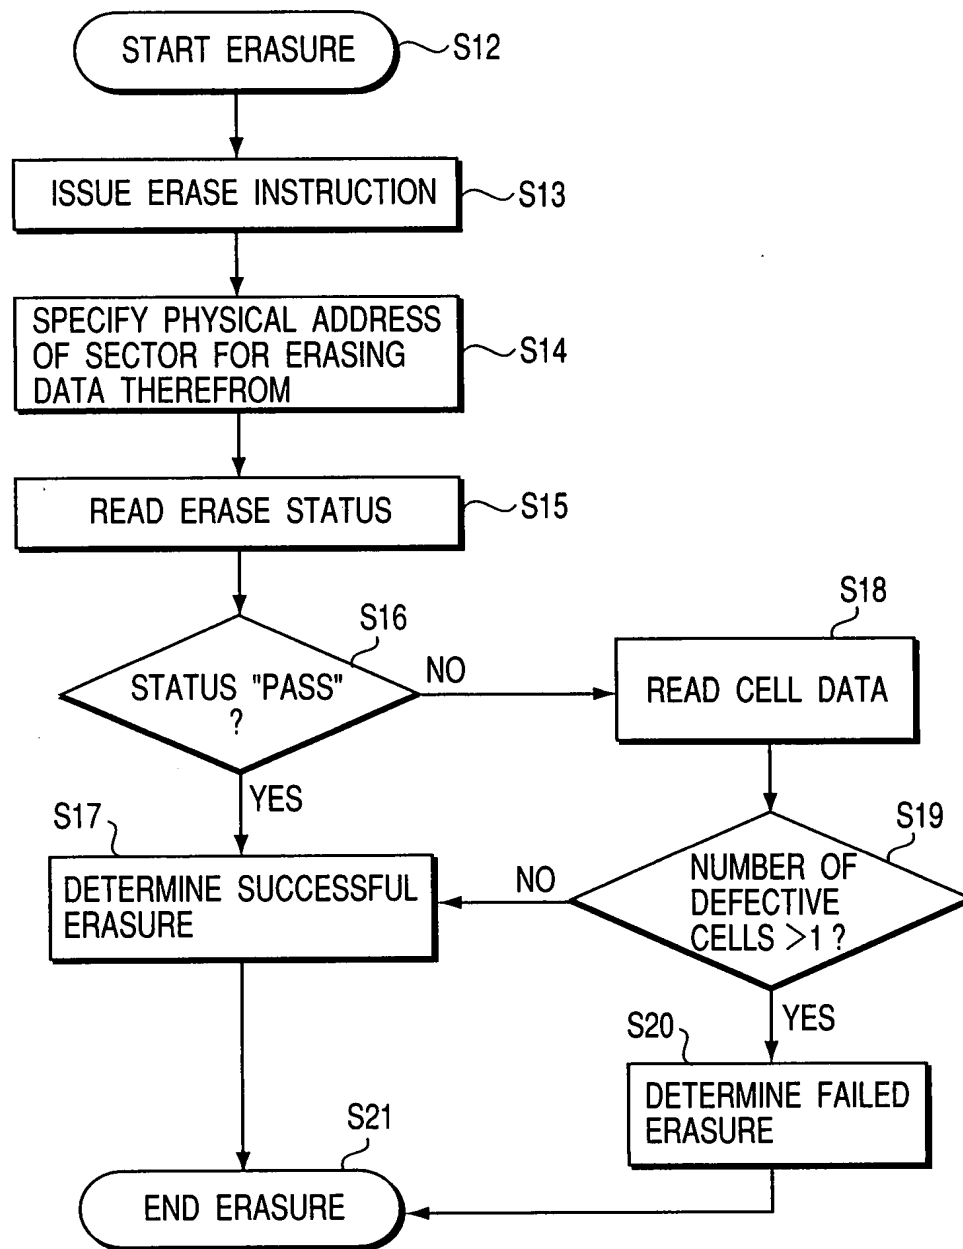 START ERASURE
S12
ISSUE ERASE INSTRUCTION
S13
SPECIFY PHYSICAL ADDRESS
OF SECTOR FOR ERASING
DATA THEREFROM
S14
READ ERASE STATUS
S15
S16
STATUS "PASS"
?
NO
YES
S18
READ CELL DATA
S19
NUMBER OF
DEFECTIVE
CELLS >1 ?
NO
YES
S17
DETERMINE SUCCESSFUL
ERASURE
S20
DETERMINE FAILED
ERASURE
S21
END ERASURE